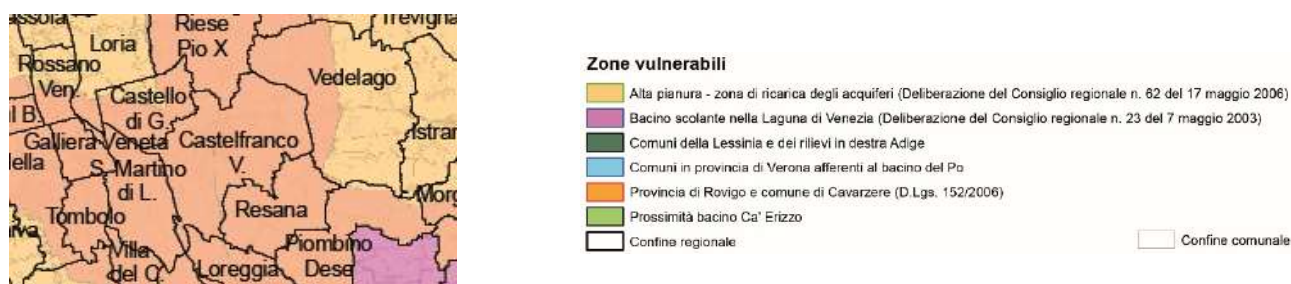 Riese
Pio X
Loria
Rossano
Ven.
Vedelago
Castello
di G.
Galliera Veneta
Castelfranco
V.
S. Martino
di L.
Tombolo
Resana
Villa
del C.
Loreggia
Piombino
Dese
Zone vulnerabili
Alta pianura - zona di ricarica degli acquiferi (Deliberazione del Consiglio regionale n. 62 del 17 maggio 2006)
Bacino scolante nella Laguna di Venezia (Deliberazione del Consiglio regionale n. 23 del 7 maggio 2003)
Comuni della Lessinia e dei rilievi in destra Adige
Comuni in provincia di Verona afferenti al bacino del Po
Provincia di Rovigo e comune di Cavarzere (D.Lgs. 152/2006)
Prossimità bacino Ca' Erizzo
Confine regionale
Confine comunale